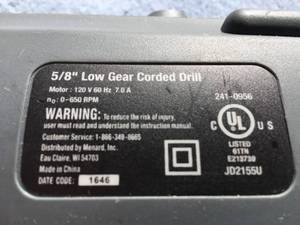 5/8" Low Gear Corded Drill
Motor: 120 V 60 Hz 7.0 A
n₀: 0-650 RPM
241-0956
WARNING: To reduce the risk of injury,
user must read and understand the instruction manual.
Customer Service: 1-866-349-8665
Distributed by Menard, Inc.
Eau Claire, WI 54703
Made in China
DATE CODE: 1646
C UL US
®
LISTED
61TN
E213739
JD2155U